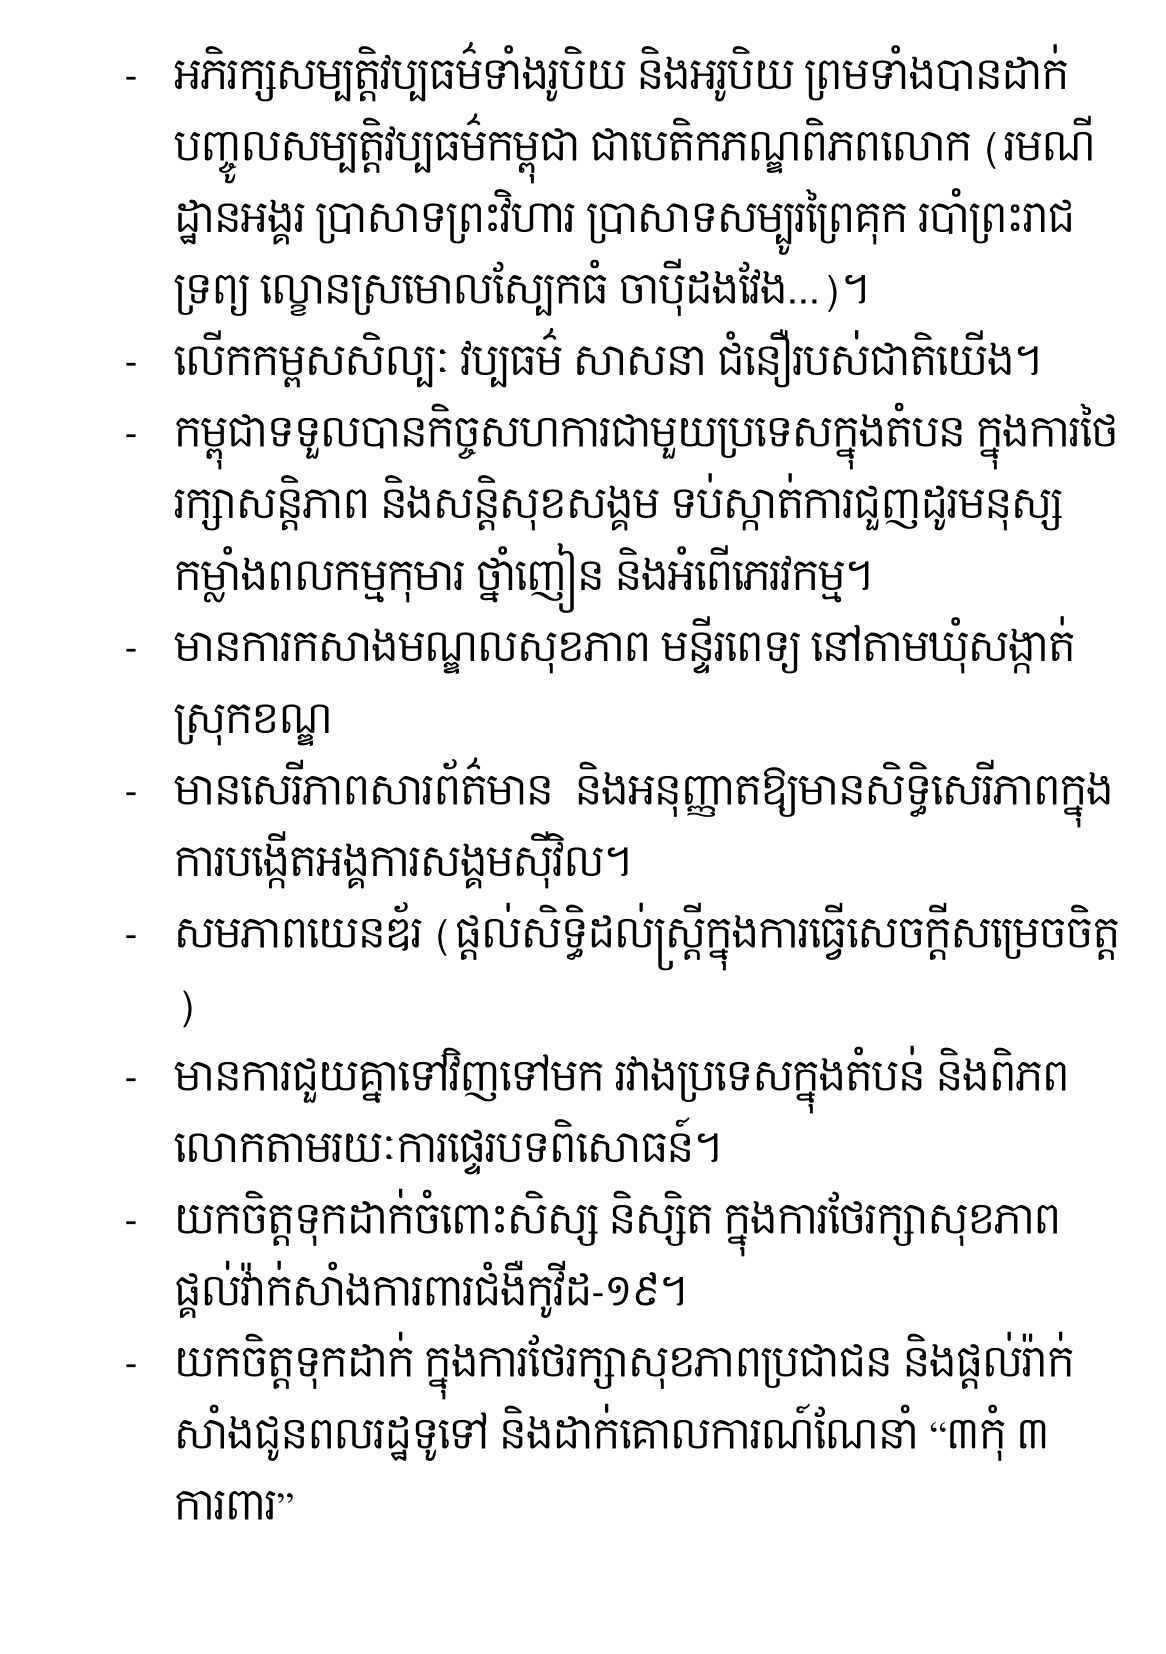 - អភិរក្សសម្បត្តិវប្បធម៌ទាំងរូបិយ និងអរូបិយ ព្រមទាំងបានដាក់
បញ្ចូលសម្បត្តិវប្បធម៌កម្ពុជា ជាបេតិកភណ្ឌពិភពលោក (រមណី
ដ្ឋានអង្គរ ប្រាសាទព្រះវិហារ ប្រាសាទសម្បូរព្រៃគុក របាំព្រះរាជ
ទ្រព្យ ល្ខោនស្រមោលស្បែកធំ ចាប៉ីដងវែង...)។
- លើកកម្ពសសិល្បៈ វប្បធម៌ សាសនា ជំនឿរបស់ជាតិយើង។
- កម្ពុជាទទួលបានកិច្ចសហការជាមួយប្រទេសក្នុងតំបន ក្នុងការថៃ
រក្សាសន្តិភាព និងសន្តិសុខសង្គម ទប់ស្កាត់ការជួញដូរមនុស្ស
កម្លាំងពលកម្មកុមារ ថ្នាំញៀន និងអំពើភេរវកម្ម។
- មានការកសាងមណ្ឌលសុខភាព មន្ទីរពេទ្យ នៅតាមឃុំសង្កាត់
ស្រុកខណ្ឌ
- មានសេរីភាពសារព័ត៌មាន និងអនុញ្ញាតឱ្យមានសិទ្ធិសេរីភាពក្នុង
ការបង្កើតអង្គការសង្គមស៊ីវិល។
- សមភាពយេនឌ័រ (ផ្តល់សិទ្ធិដល់ស្ត្រីក្នុងការធ្វើសេចក្តីសម្រេចចិត្ត
)
- មានការជួយគ្នាទៅវិញទៅមក រវាងប្រទេសក្នុងតំបន់ និងពិភព
លោកតាមរយៈការផ្ទេរបទពិសោធន៍។
- យកចិត្តទុកដាក់ចំពោះសិស្ស និស្សិត ក្នុងការថែរក្សាសុខភាព
ផ្គល់វ៉ាក់សាំងការពារជំងឺកូវីដ-១៩។
- យកចិត្តទុកដាក់ ក្នុងការថែរក្សាសុខភាពប្រជាជន និងផ្តល់វ៉ាក់
សាំងជូនពលរដ្ឋទូទៅ និងដាក់គោលការណ៍ណែនាំ “៣កុំ ៣
ការពារ”